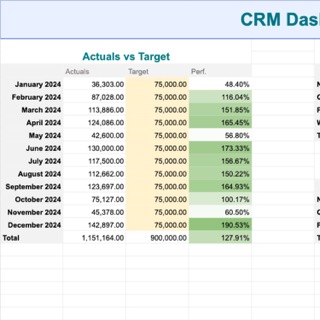 CRM Das
Actuals vs Target
Actuals Target Perf.
January 2024 36,303.00 75,000.00 48.40%
February 2024 87,028.00 75,000.00 116.04%
March 2024 113,886.00 75,000.00 151.85%
April 2024 124,086.00 75,000.00 165.45%
May 2024 42,600.00 75,000.00 56.80%
June 2024 130,000.00 75,000.00 173.33%
July 2024 117,500.00 75,000.00 156.67%
August 2024 112,662.00 75,000.00 150.22%
September 2024 123,697.00 75,000.00 164.93%
October 2024 75,127.00 75,000.00 100.17%
November 2024 45,378.00 75,000.00 60.50%
December 2024 142,897.00 75,000.00 190.53%
Total 1,151,164.00 900,000.00 127.91%